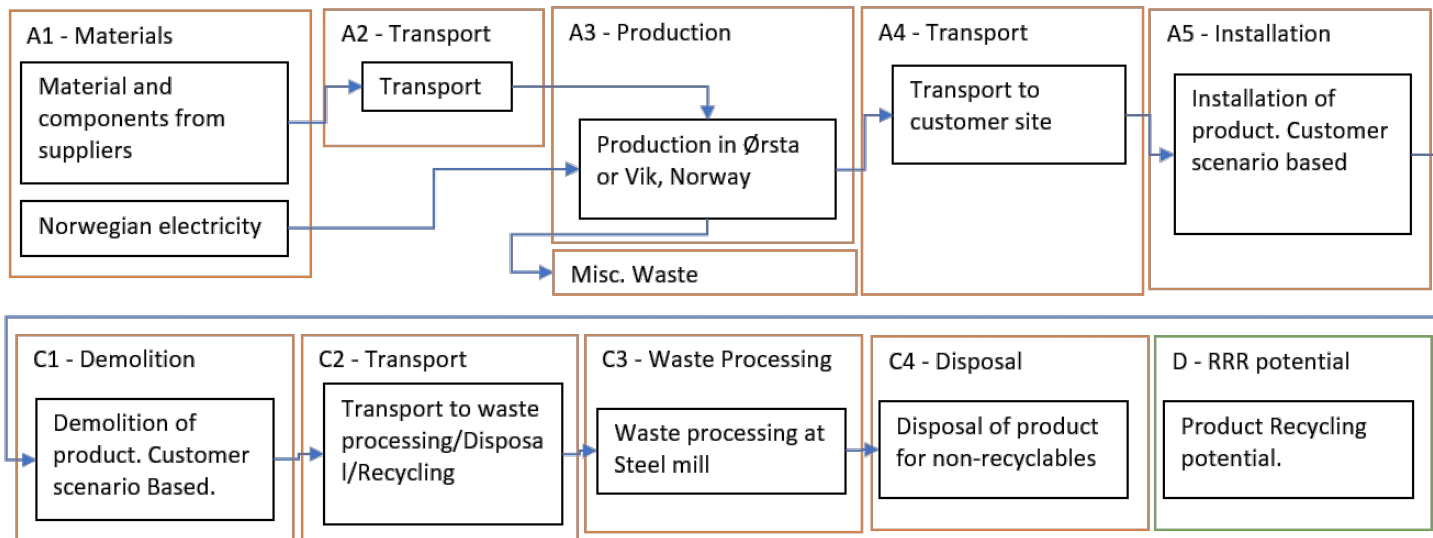 A1 - Materials
Material and
components from
suppliers
Norwegian electricity
A2 - Transport
Transport
A3 - Production
Production in Ørsta
or Vik, Norway
Misc. Waste
A4 - Transport
Transport to
customer site
A5 - Installation
Installation of
product. Customer
scenario based
C1 - Demolition
Demolition of
product. Customer
scenario Based.
C2 - Transport
Transport to waste
processing/Disposa
l/Recycling
C3 - Waste Processing
Waste processing at
Steel mill
C4 - Disposal
Disposal of product
for non-recyclables
D - RRR potential
Product Recycling
potential.